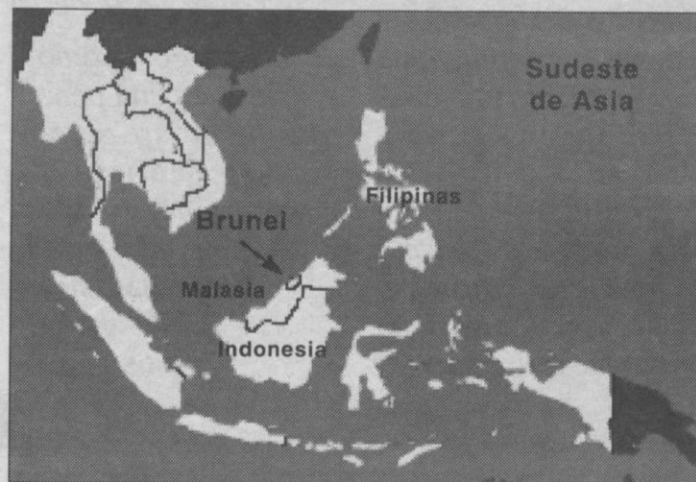 Sudeste
de Asia
Filipinas
Brunei
Malasia
Indonesia